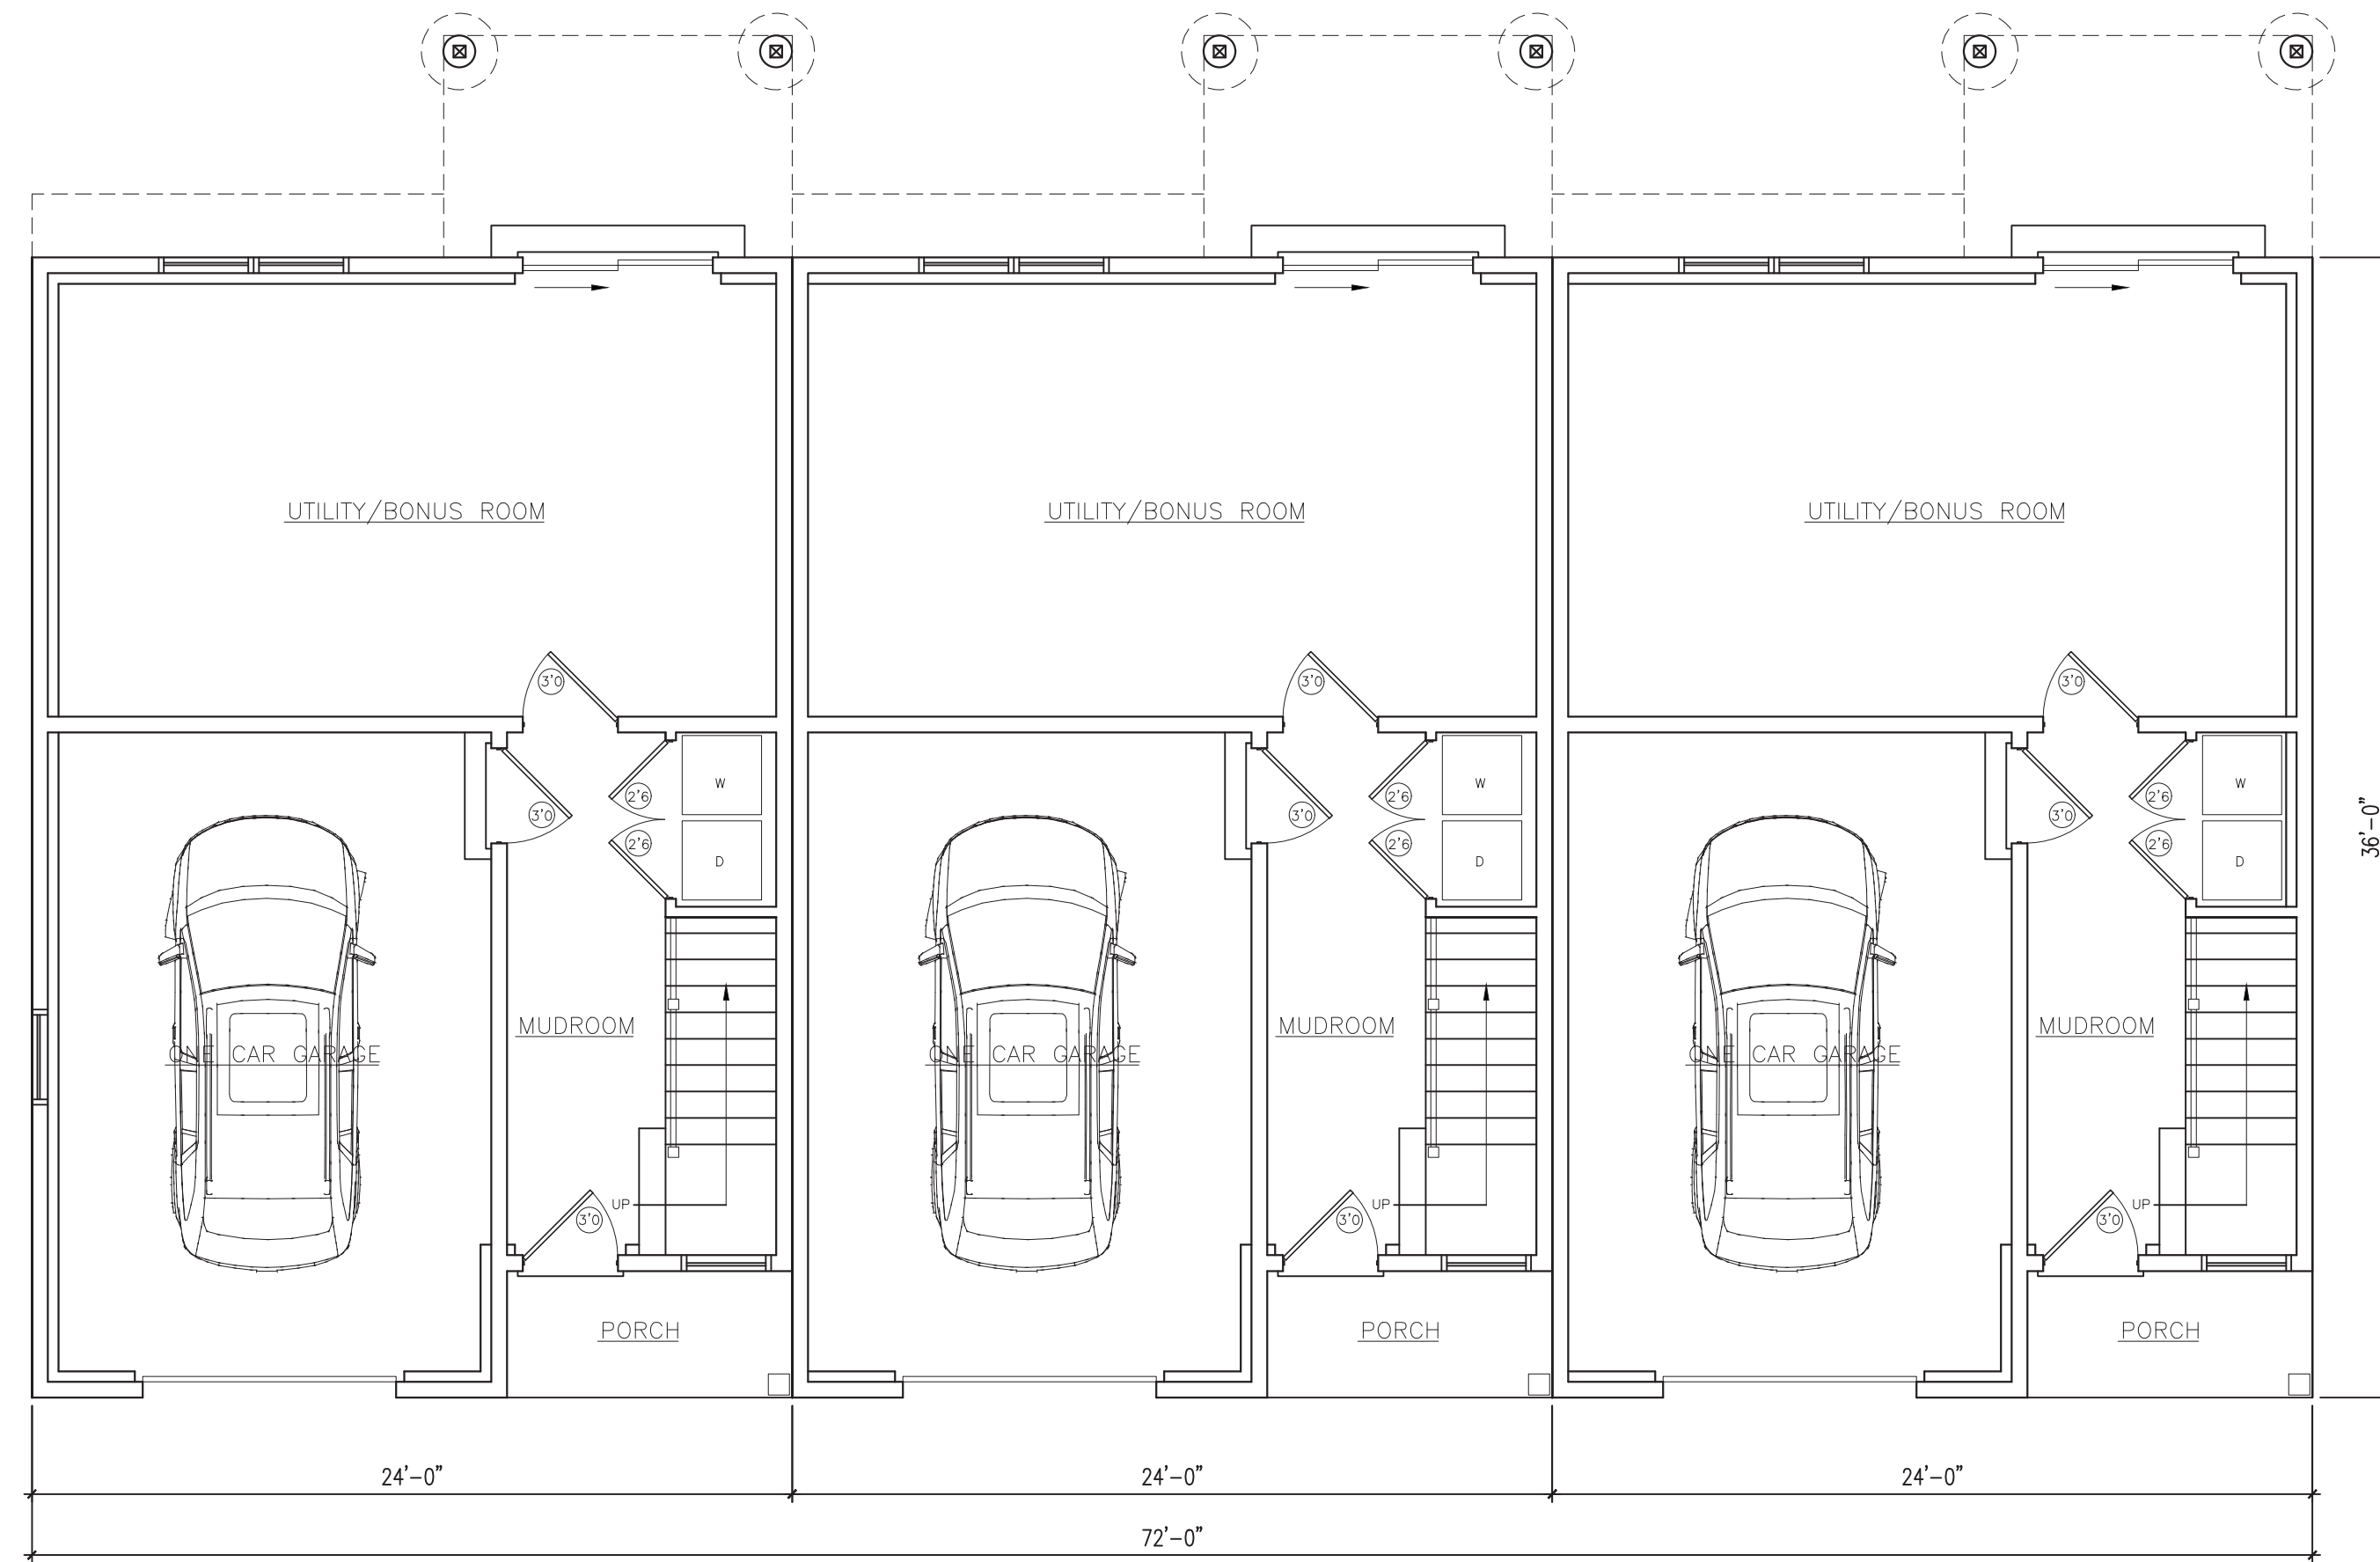 UTILITY/BONUS ROOM
UTILITY/BONUS ROOM
UTILITY/BONUS ROOM
3'0
3'0
3'0
W
W
W
2'6
2'6
2'6
3'0
3'0
3'0
2'6
2'6
2'6
D
D
D
36'-0"
MUDROOM
MUDROOM
MUDROOM
ONE CAR GARAGE
ONE CAR GARAGE
ONE CAR GARAGE
UP
UP
UP
3'0
3'0
3'0
PORCH
PORCH
PORCH
24'-0"
24'-0"
24'-0"
72'-0"